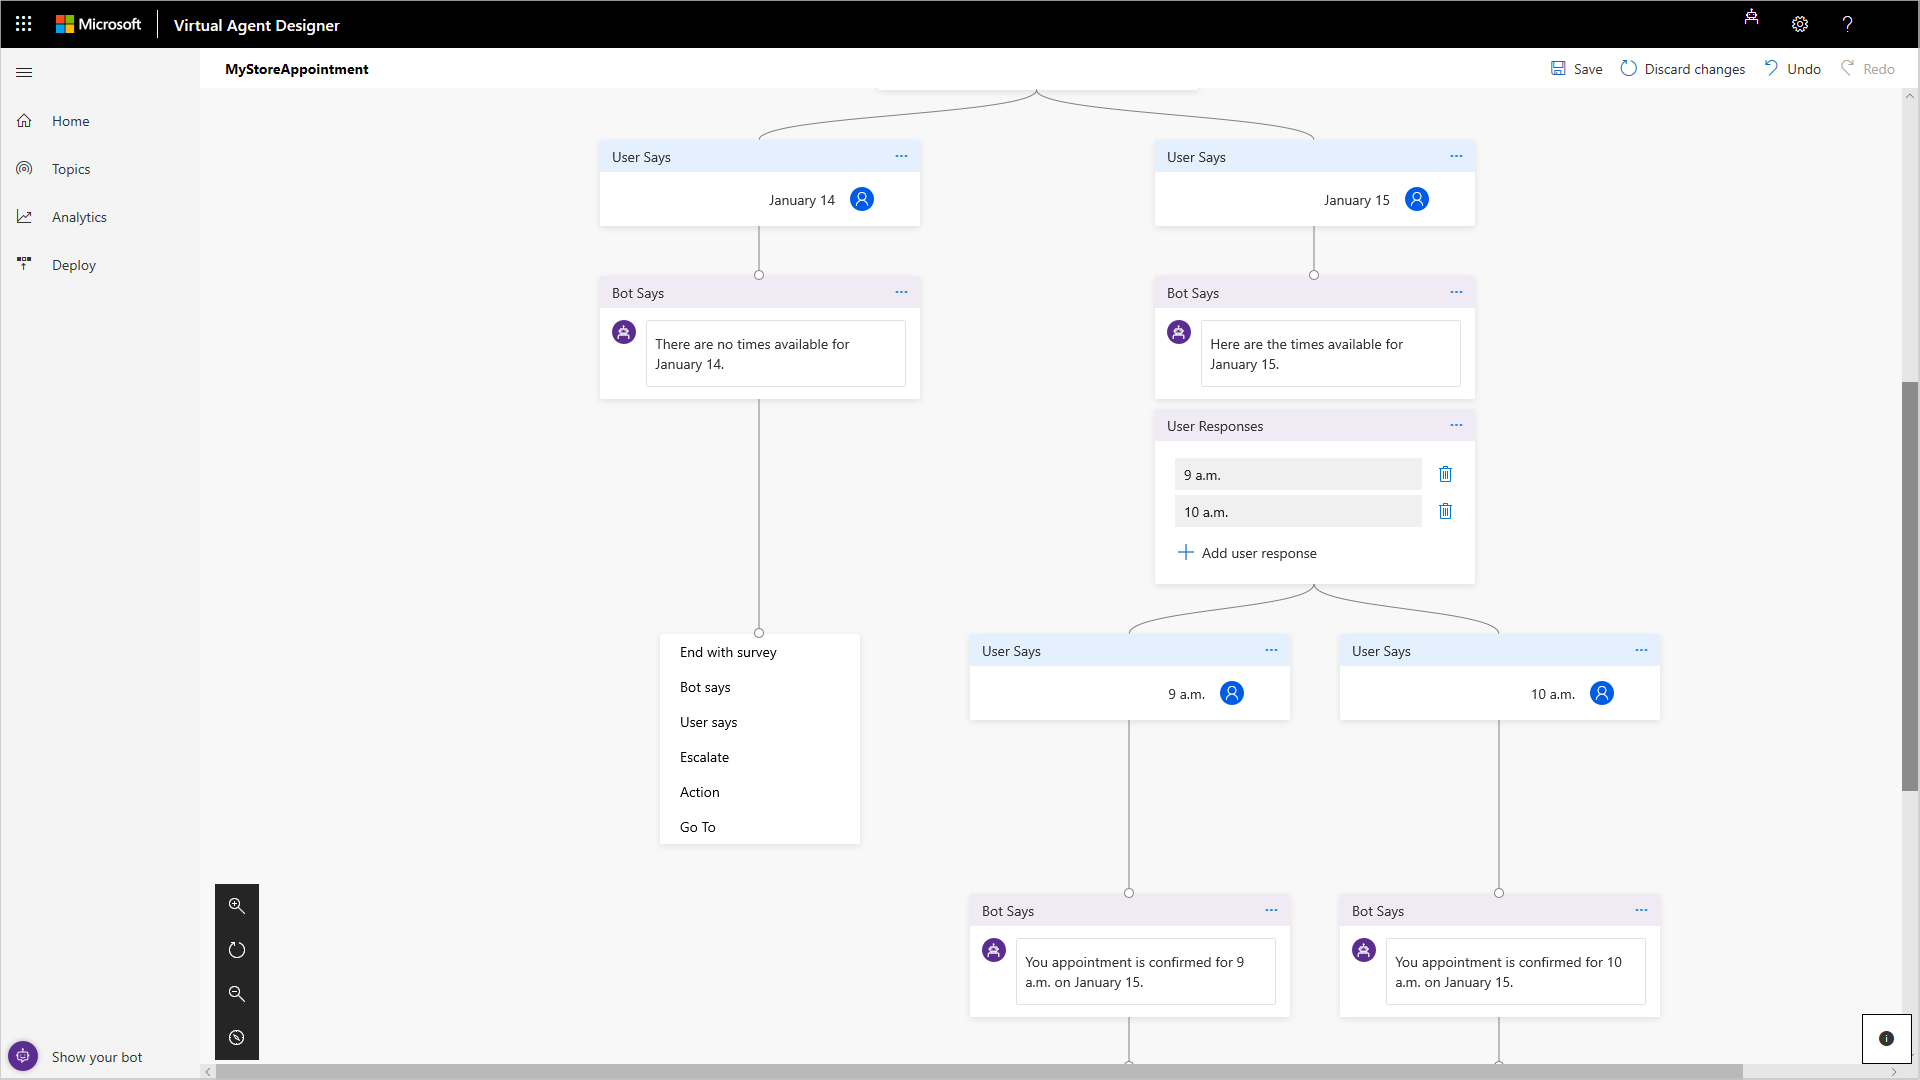 Microsoft
Virtual Agent Designer
MyStoreAppointment
Save
Discard changes
Undo
Redo
Home
Topics
Analytics
Deploy
User Says
January 14
User Says
January 15
Bot Says
There are no times available for
January 14.
Bot Says
Here are the times available for
January 15.
User Responses
9 a.m.
10 a.m.
Add user response
End with survey
Bot says
User says
Escalate
Action
Go To
User Says
9 a.m.
User Says
10 a.m.
Bot Says
You appointment is confirmed for 9
a.m. on January 15.
Bot Says
You appointment is confirmed for 10
a.m. on January 15.
Show your bot